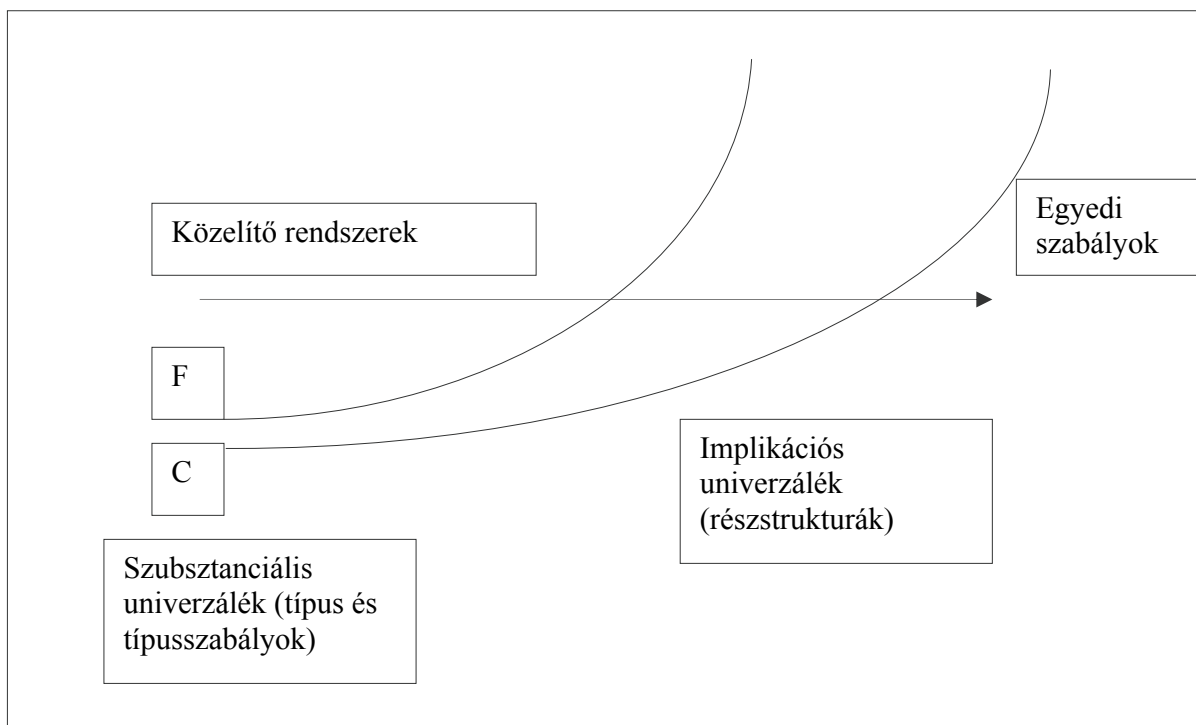 Közelítő rendszerek
Egyedi
szabályok
F
C
Implikációs
univerzálék
(részstrukturák)
Szubsztanciális
univerzálék (típus és
típusszabályok)